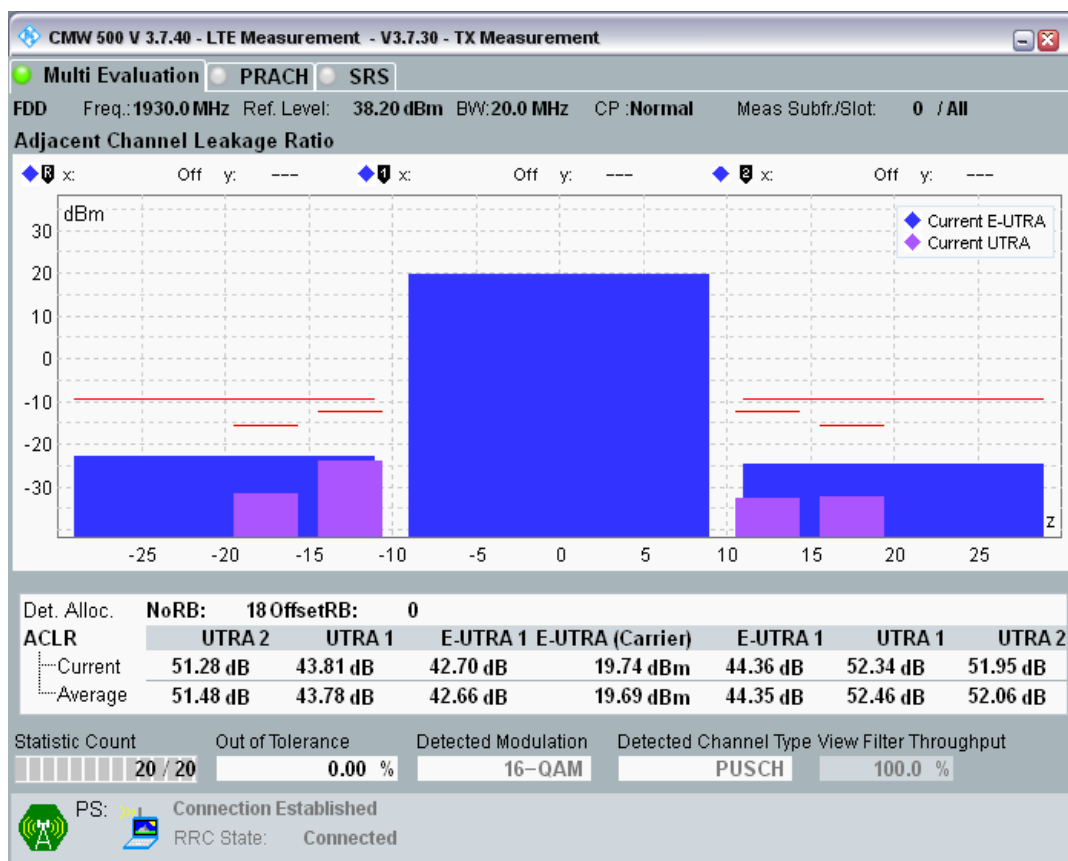 CMW 500 V 3.7.40 - LTE Measurement - V3.7.30 - TX Measurement
Multi Evaluation PRACH SRS
FDD Freq.: 1930.0 MHz Ref. Level: 38.20 dBm BW: 20.0 MHz CP : Normal Meas Subfr./Slot: 0 / All
Adjacent Channel Leakage Ratio
R x: Off y: --- 1 x: Off y: --- 2 x: Off y: ---
dBm
Current E-UTRA
Current UTRA
30
20
10
0
-10
-20
-30
z
-25 -20 -15 -10 -5 0 5 10 15 20 25
Det. Alloc. NoRB: 18 OffsetRB: 0
ACLR UTRA 2 UTRA 1 E-UTRA 1 E-UTRA (Carrier) E-UTRA 1 UTRA 1 UTRA 2
Current 51.28 dB 43.81 dB 42.70 dB 19.74 dBm 44.36 dB 52.34 dB 51.95 dB
Average 51.48 dB 43.78 dB 42.66 dB 19.69 dBm 44.35 dB 52.46 dB 52.06 dB
Statistic Count Out of Tolerance Detected Modulation Detected Channel Type View Filter Throughput
20 / 20 0.00 % 16-QAM PUSCH 100.0 %
PS: Connection Established
RRC State: Connected